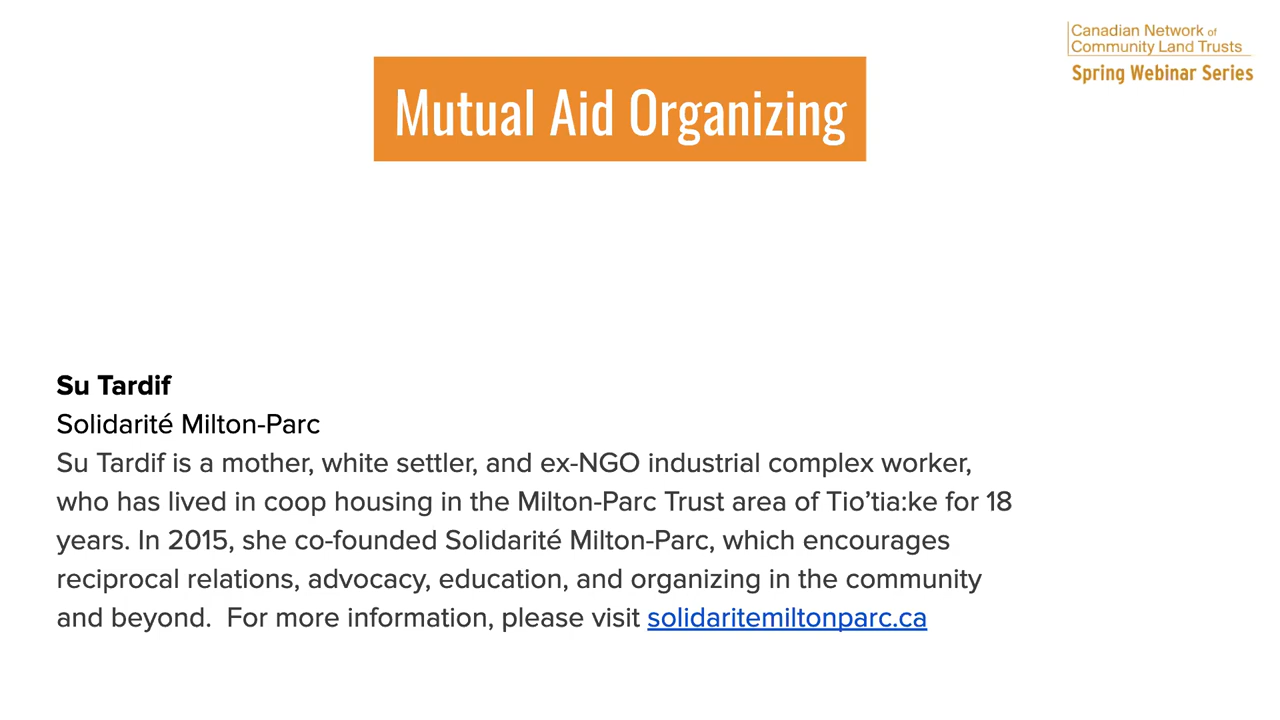 Canadian Network of
Community Land Trusts
Spring Webinar Series
Mutual Aid Organizing
Su Tardif
Solidarité Milton-Parc
Su Tardif is a mother, white settler, and ex-NGO industrial complex worker,
who has lived in coop housing in the Milton-Parc Trust area of Tio’tia:ke for 18
years. In 2015, she co-founded Solidarité Milton-Parc, which encourages
reciprocal relations, advocacy, education, and organizing in the community
and beyond.  For more information, please visit solidaritemiltonparc.ca